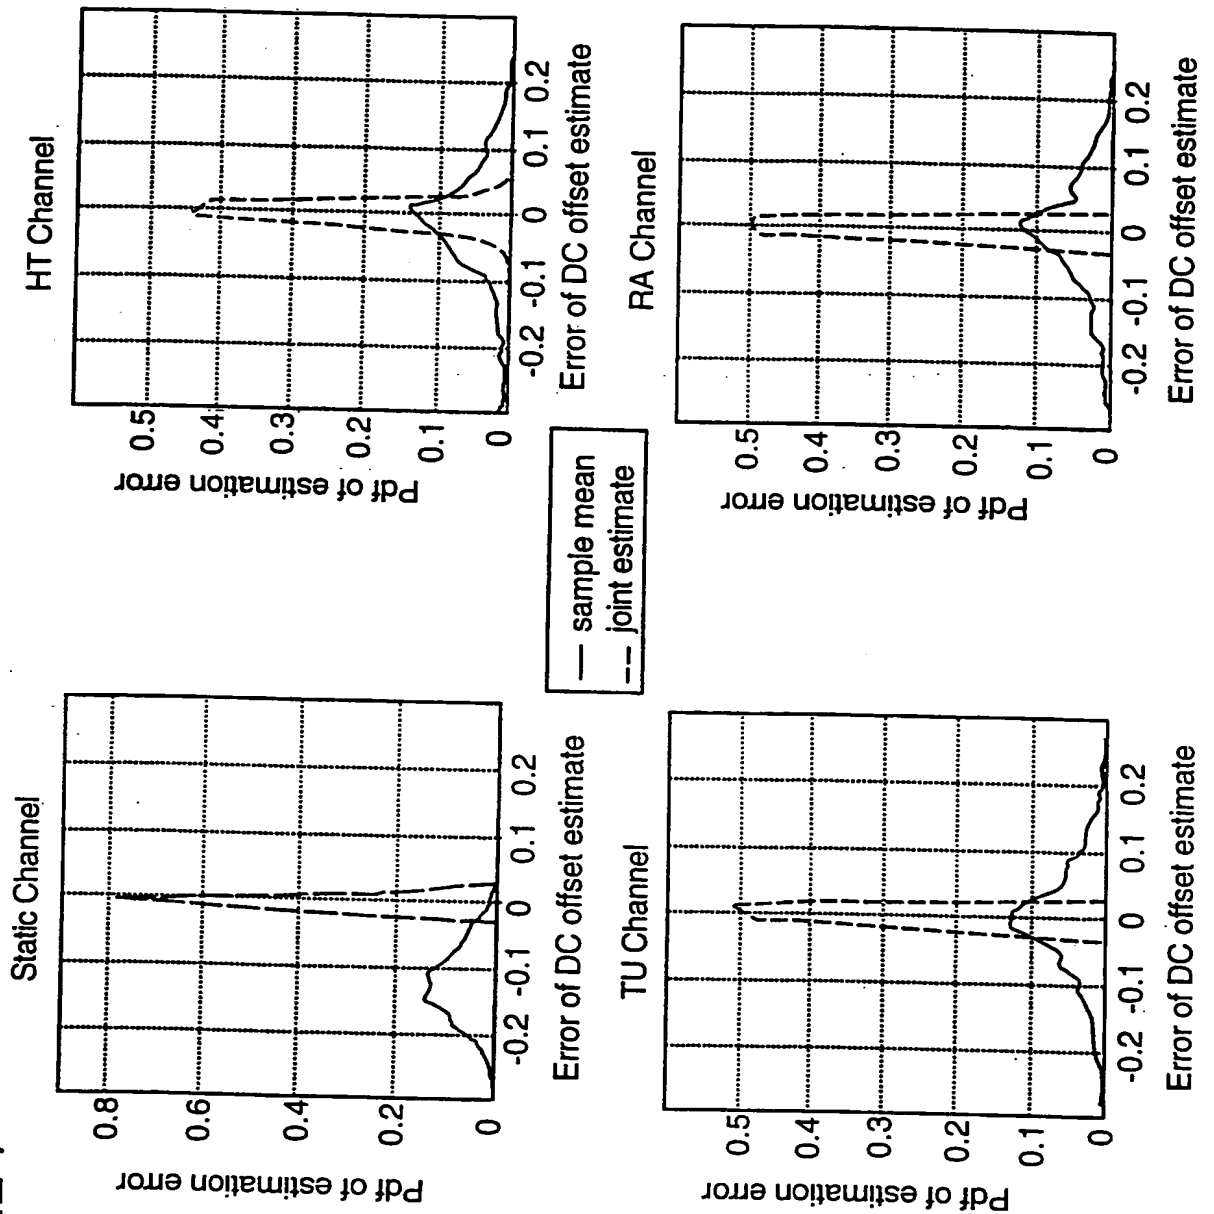 Static Channel
Pdf of estimation error
0.8
0.6
0.4
0.2
0
-0.2 -0.1 0 0.1 0.2
Error of DC offset estimate
HT Channel
Pdf of estimation error
0.5
0.4
0.3
0.2
0.1
0
-0.2 -0.1 0 0.1 0.2
Error of DC offset estimate
sample mean
joint estimate
TU Channel
Pdf of estimation error
0.5
0.4
0.3
0.2
0.1
0
-0.2 -0.1 0 0.1 0.2
Error of DC offset estimate
RA Channel
Pdf of estimation error
0.5
0.4
0.3
0.2
0.1
0
-0.2 -0.1 0 0.1 0.2
Error of DC offset estimate